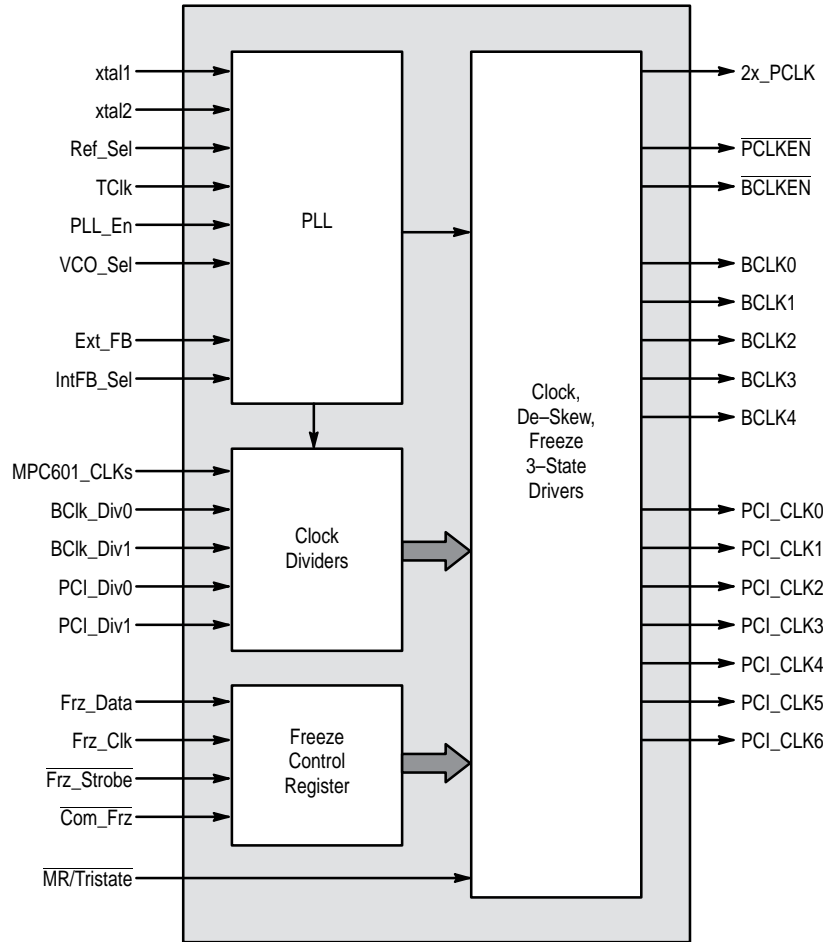 xtal1
xtal2
Ref_Sel
TClk
PLL_En
VCO_Sel
Ext_FB
IntFB_Sel
MPC601_CLKs
BClk_Div0
BClk_Div1
PCI_Div0
PCI_Div1
Frz_Data
Frz_Clk
Frz_Strobe
Com_Frz
MR/Tristate
PLL
Clock
Dividers
Freeze
Control
Register
Clock,
De–Skew,
Freeze
3–State
Drivers
2x_PCLK
PCLKEN
BCLKEN
BCLK0
BCLK1
BCLK2
BCLK3
BCLK4
PCI_CLK0
PCI_CLK1
PCI_CLK2
PCI_CLK3
PCI_CLK4
PCI_CLK5
PCI_CLK6